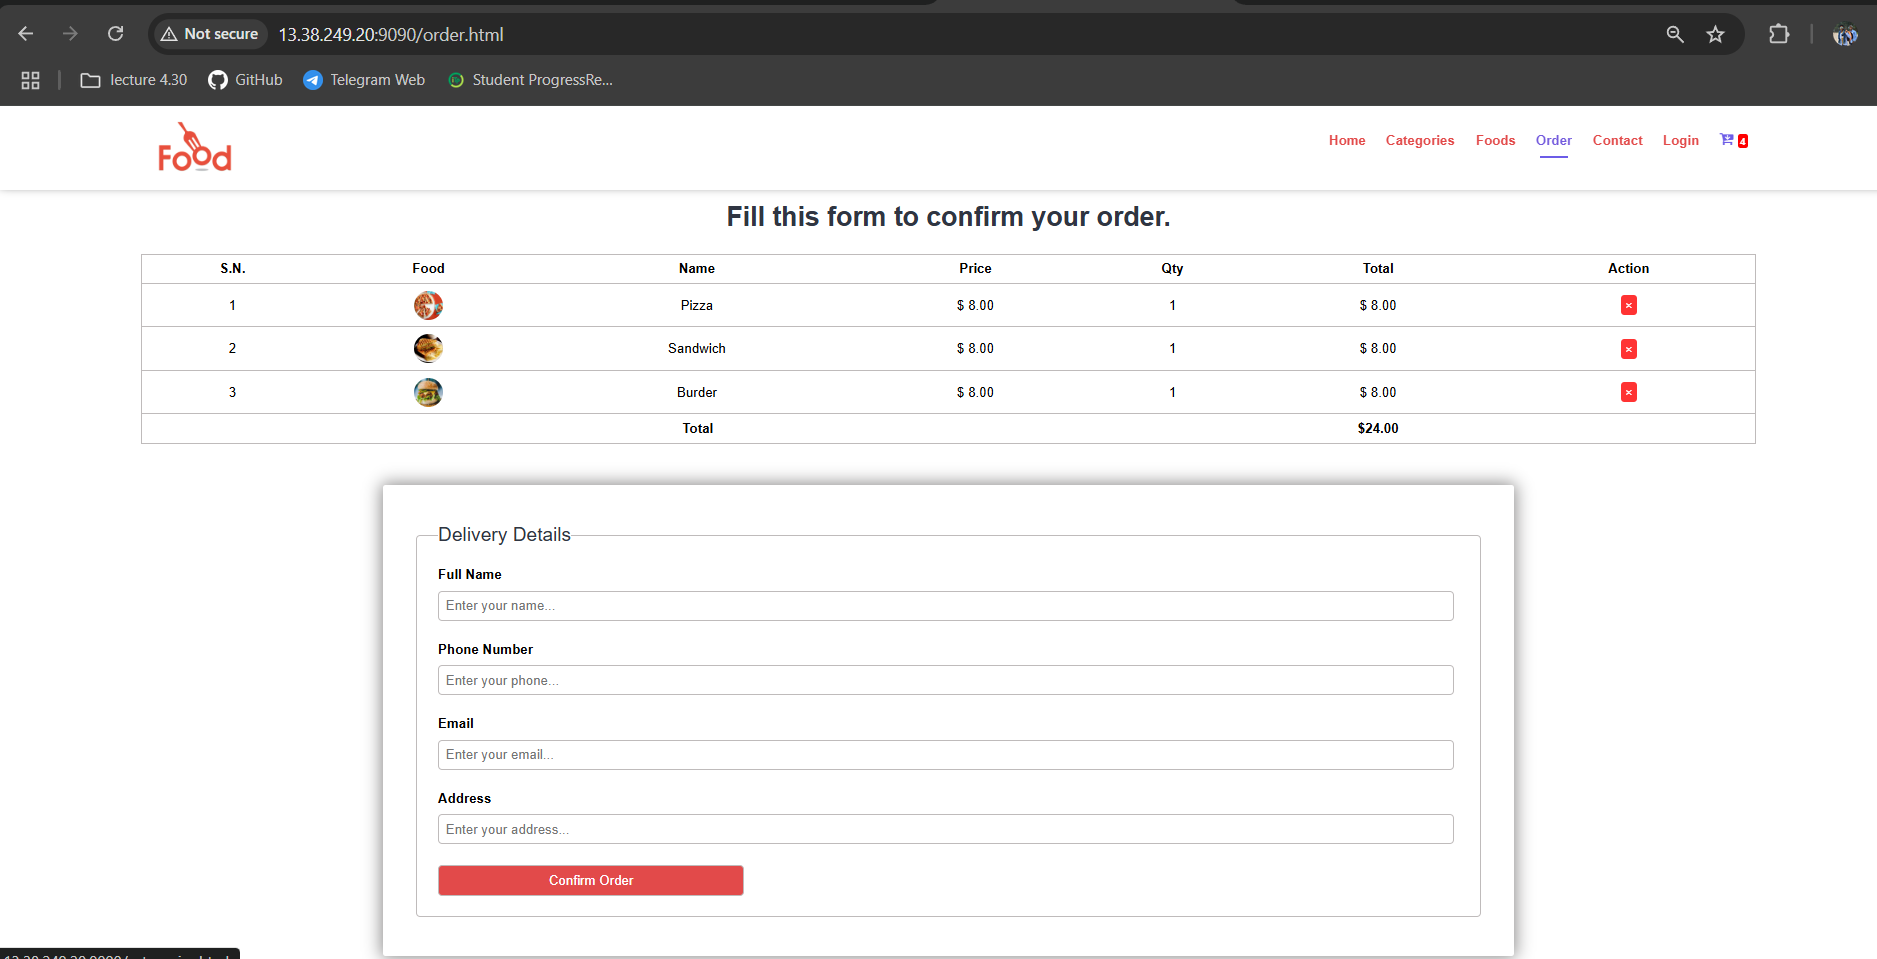 Not secure 13.38.249.20:9090/order.html
lecture 4.30 GitHub Telegram Web Student ProgressRe...
Food
Home Categories Foods Order Contact Login 4
Fill this form to confirm your order.
S.N. Food Name Price Qty Total Action
1 Pizza $ 8.00 1 $ 8.00 ×
2 Sandwich $ 8.00 1 $ 8.00 ×
3 Burder $ 8.00 1 $ 8.00 ×
Total $24.00
Delivery Details
Full Name
Enter your name...
Phone Number
Enter your phone...
Email
Enter your email...
Address
Enter your address...
Confirm Order